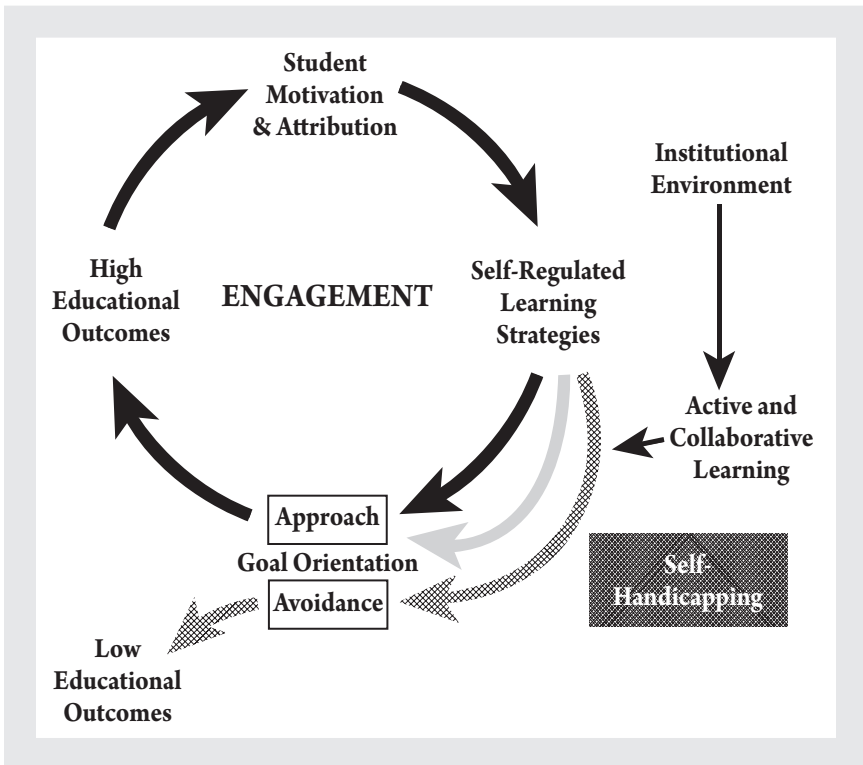 Student
Motivation
& Attribution
Institutional
Environment
High
Educational
Outcomes
ENGAGEMENT
Self-Regulated
Learning
Strategies
Active and
Collaborative
Learning
Approach
Goal Orientation
Avoidance
Self-
Handicapping
Low
Educational
Outcomes